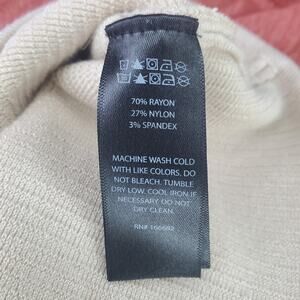 70% RAYON
27% NYLON
3% SPANDEX
MACHINE WASH COLD
WITH LIKE COLORS. DO
NOT BLEACH. TUMBLE
DRY LOW. COOL IRON IF
NECESSARY DO NOT
DRY CLEAN.
RN# 166682